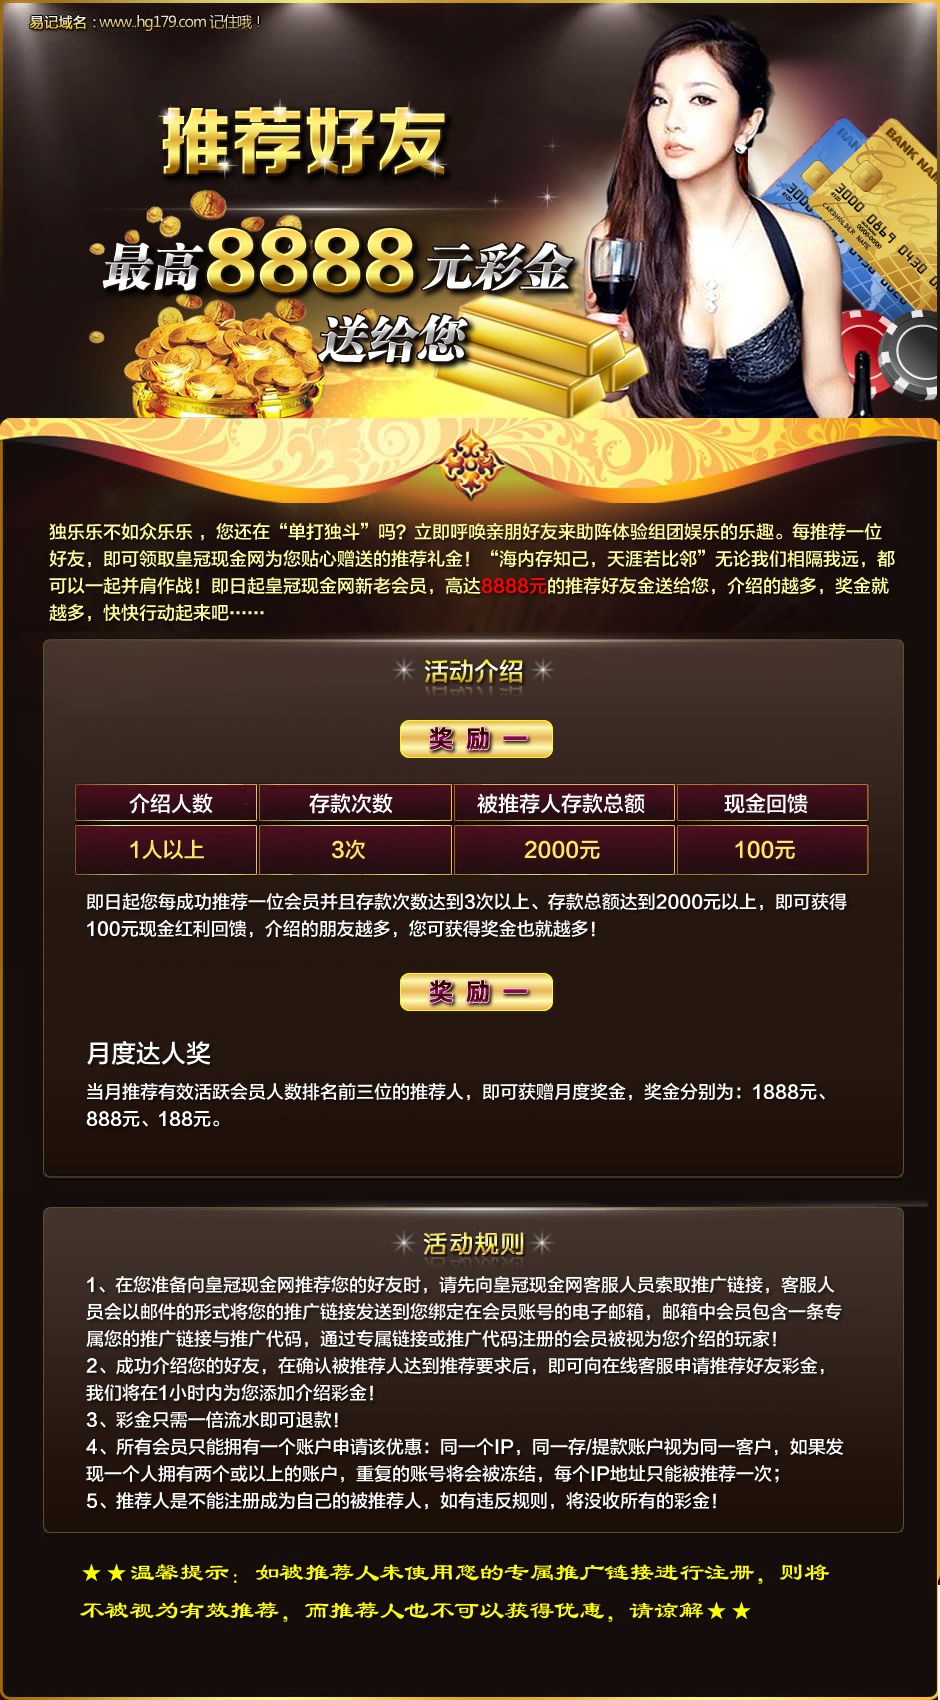 易记域名：www..hg179.com 记住哦！
推荐好友
最高8888元彩金
送给您
BANK NAM
BAN
3000 0869 0430 0
4100
CARDHOLDER NAME
3000
4100
独乐乐不如众乐乐 ，您还在“单打独斗”吗？立即呼唤亲朋好友来助阵体验组团娱乐的乐趣。每推荐一位
好友，即可领取皇冠现金网为您贴心赠送的推荐礼金！“海内存知己，天涯若比邻”无论我们相隔我远，都
可以一起并肩作战！即日起皇冠现金网新老会员，高达8888元的推荐好友金送给您，介绍的越多，奖金就
越多，快快行动起来吧……
活动介绍
奖 励 一
介绍人数 存款次数 被推荐人存款总额 现金回馈
1人以上 3次 2000元 100元
即日起您每成功推荐一位会员并且存款次数达到3次以上、存款总额达到2000元以上，即可获得
100元现金红利回馈，介绍的朋友越多，您可获得奖金也就越多！
奖 励 一
月度达人奖
当月推荐有效活跃会员人数排名前三位的推荐人，即可获赠月度奖金，奖金分别为：1888元、
888元、188元。
活动规则
1、在您准备向皇冠现金网推荐您的好友时，请先向皇冠现金网客服人员索取推广链接，客服人
员会以邮件的形式将您的推广链接发送到您绑定在会员账号的电子邮箱，邮箱中会员包含一条专
属您的推广链接与推广代码，通过专属链接或推广代码注册的会员被视为您介绍的玩家！
2、成功介绍您的好友，在确认被推荐人达到推荐要求后，即可向在线客服申请推荐好友彩金，
我们将在1小时内为您添加介绍彩金！
3、彩金只需一倍流水即可退款！
4、所有会员只能拥有一个账户申请该优惠：同一个IP，同一存/提款账户视为同一客户，如果发
现一个人拥有两个或以上的账户，重复的账号将会被冻结，每个IP地址只能被推荐一次；
5、推荐人是不能注册成为自己的被推荐人，如有违反规则，将没收所有的彩金！
★★温馨提示：如被推荐人未使用您的专属推广链接进行注册，则将
不被视为有效推荐，而推荐人也不可以获得优惠，请谅解★★